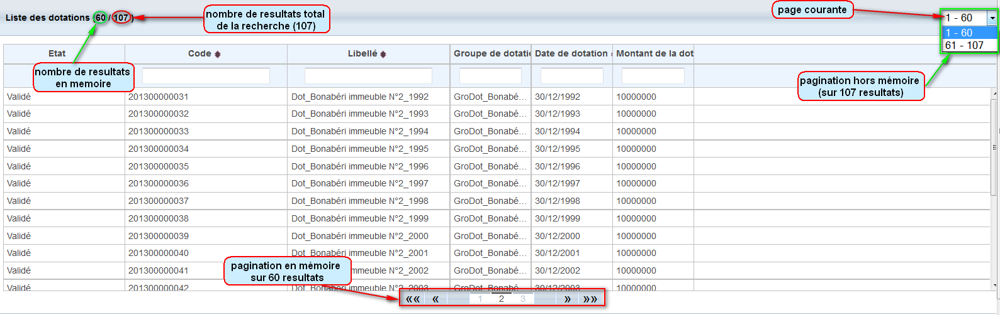 nombre de resultats total
de la recherche (107)
page courante
Liste des dotations (60 / 107 )
1 - 60
1 - 60
61 - 107
Etat Code Libellé Groupe de dotati Date de dotation Montant de la dot
nombre de resultats
en memoire
pagination hors mémoire
(sur 107 resultats)
Validé 201300000031 Dot_Bonabéri immeuble N°2_1992 GroDot_Bonabé... 30/12/1992 10000000
Validé 201300000032 Dot_Bonabéri immeuble N°2_1993 GroDot_Bonabé... 30/12/1993 10000000
Validé 201300000033 Dot_Bonabéri immeuble N°2_1994 GroDot_Bonabé... 30/12/1994 10000000
Validé 201300000034 Dot_Bonabéri immeuble N°2_1995 GroDot_Bonabé... 30/12/1995 10000000
Validé 201300000035 Dot_Bonabéri immeuble N°2_1996 GroDot_Bonabé... 30/12/1996 10000000
Validé 201300000036 Dot_Bonabéri immeuble N°2_1997 GroDot_Bonabé... 30/12/1997 10000000
Validé 201300000037 Dot_Bonabéri immeuble N°2_1998 GroDot_Bonabé... 30/12/1998 10000000
Validé 201300000038 Dot_Bonabéri immeuble N°2_1999 GroDot_Bonabé... 30/12/1999 10000000
Validé 201300000039 Dot_Bonabéri immeuble N°2_2000 GroDot_Bonabé... 30/12/2000 10000000
Validé 201300000040 Dot_Bonabéri immeuble N°2_2001 GroDot_Bonabé... 30/12/2001 10000000
Validé 201300000041 immeuble N°2_2002 GroDot_Bonabé... 30/12/2002 10000000
Validé 201300000042 Dot_Bonabéri immeuble N°2_2003 GroDot_Bonabé... 30/12/2003 10000000
pagination en mémoire
sur 60 resultats
«« « 1 2 3 » »»